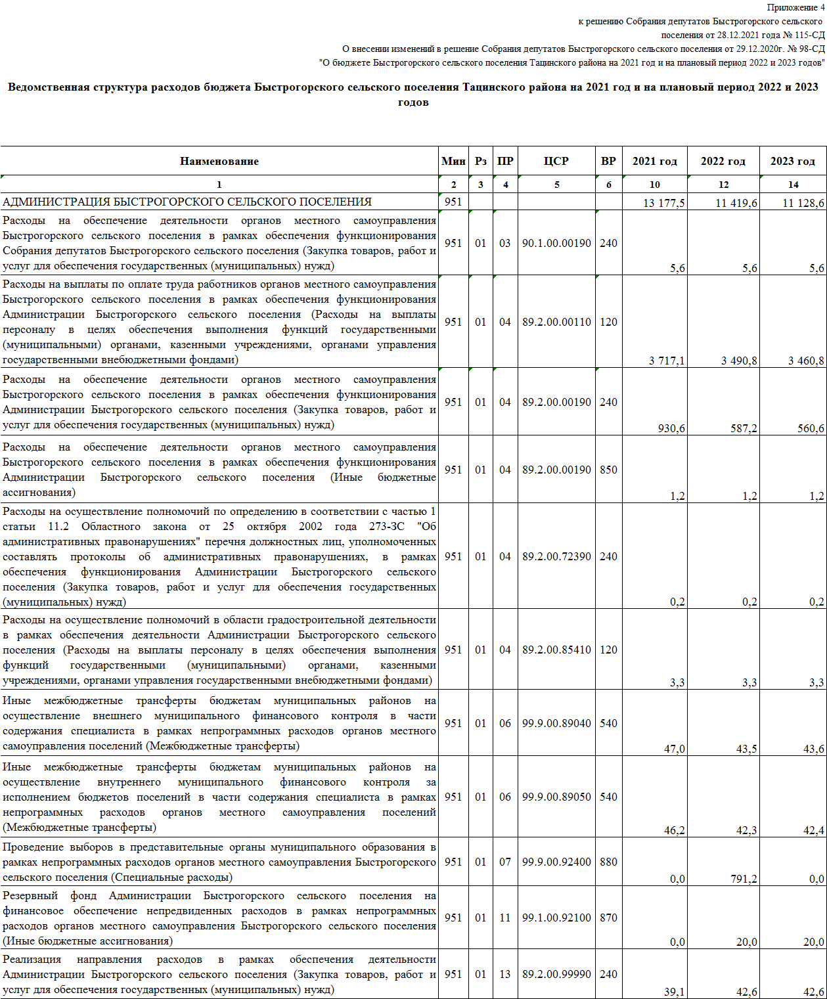 Приложение 4
к решению Собрания депутатов Быстрогорского сельского
поселения от 28.12.2021 года № 115-СД
О внесении изменений в решение Собрания депутатов Быстрогорского сельского поселения от 29.12.2020г. № 98-СД
"О бюджете Быстрогорского сельского поселения Тацинского района на 2021 год и на плановый период 2022 и 2023 годов"
Ведомственная структура расходов бюджета Быстрогорского сельского поселения Тацинского района на 2021 год и на плановый период 2022 и 2023
годов
Наименование Мин Рз ПР ЦСР ВР 2021 год 2022 год 2023 год
1 2 3 4 5 6 10 12 14
АДМИНИСТРАЦИЯ БЫСТРОГОРСКОГО СЕЛЬСКОГО ПОСЕЛЕНИЯ 951 13 177,5 11 419,6 11 128,6
Расходы на обеспечение деятельности органов местного самоуправления
Быстрогорского сельского поселения в рамках обеспечения функционирования
Собрания депутатов Быстрогорского сельского поселения (Закупка товаров, работ и
услуг для обеспечения государственных (муниципальных) нужд)
951 01 03 90.1.00.00190 240 5,6 5,6 5,6
Расходы на выплаты по оплате труда работников органов местного самоуправления
Быстрогорского сельского поселения в рамках обеспечения функционирования
Администрации Быстрогорского сельского поселения (Расходы на выплаты
персоналу в целях обеспечения выполнения функций государственными
(муниципальными) органами, казенными учреждениями, органами управления
государственными внебюджетными фондами)
951 01 04 89.2.00.00110 120 3 717,1 3 490,8 3 460,8
Расходы на обеспечение деятельности органов местного самоуправления
Быстрогорского сельского поселения в рамках обеспечения функционирования
Администрации Быстрогорского сельского поселения (Закупка товаров, работ и
услуг для обеспечения государственных (муниципальных) нужд)
951 01 04 89.2.00.00190 240 930,6 587,2 560,6
Расходы на обеспечение деятельности органов местного самоуправления
Быстрогорского сельского поселения в рамках обеспечения функционирования
Администрации Быстрогорского сельского поселения (Иные бюджетные
ассигнования)
951 01 04 89.2.00.00190 850 1,2 1,2 1,2
Расходы на осуществление полномочий по определению в соответствии с частью 1
статьи 11.2 Областного закона от 25 октября 2002 года 273-ЗС "Об
административных правонарушениях" перечня должностных лиц, уполномоченных
составлять протоколы об административных правонарушениях, в рамках
обеспечения функционирования Администрации Быстрогорского сельского
поселения (Закупка товаров, работ и услуг для обеспечения государственных
(муниципальных) нужд)
951 01 04 89.2.00.72390 240 0,2 0,2 0,2
Расходы на осуществление полномочий в области градостроительной деятельности
в рамках обеспечения деятельности Администрации Быстрогорского сельского
поселения (Расходы на выплаты персоналу в целях обеспечения выполнения
функций государственными (муниципальными) органами, казенными
учреждениями, органами управления государственными внебюджетными фондами)
951 01 04 89.2.00.85410 120 3,3 3,3 3,3
Иные межбюджетные трансферты бюджетам муниципальных районов на
осуществление внешнего муниципального финансового контроля в части
содержания специалиста в рамках непрограммных расходов органов местного
самоуправления поселений (Межбюджетные трансферты)
951 01 06 99.9.00.89040 540 47,0 43,5 43,6
Иные межбюджетные трансферты бюджетам муниципальных районов на
осуществление внутреннего муниципального финансового контроля за
исполнением бюджетов поселений в части содержания специалиста в рамках
непрограммных расходов органов местного самоуправления поселений
(Межбюджетные трансферты)
951 01 06 99.9.00.89050 540 46,2 42,3 42,4
Проведение выборов в представительные органы муниципального образования в
рамках непрограммных расходов органов местного самоуправления Быстрогорского
сельского поселения (Специальные расходы)
951 01 07 99.9.00.92400 880 0,0 791,2 0,0
Резервный фонд Администрации Быстрогорского сельского поселения на
финансовое обеспечение непредвиденных расходов в рамках непрограммных
расходов органов местного самоуправления Быстрогорского сельского поселения
(Иные бюджетные ассигнования)
951 01 11 99.1.00.92100 870 0,0 20,0 20,0
Реализация направления расходов в рамках обеспечения деятельности
Администрации Быстрогорского сельского поселения (Закупка товаров, работ и
услуг для обеспечения государственных (муниципальных) нужд)
951 01 13 89.2.00.99990 240 39,1 42,6 42,6